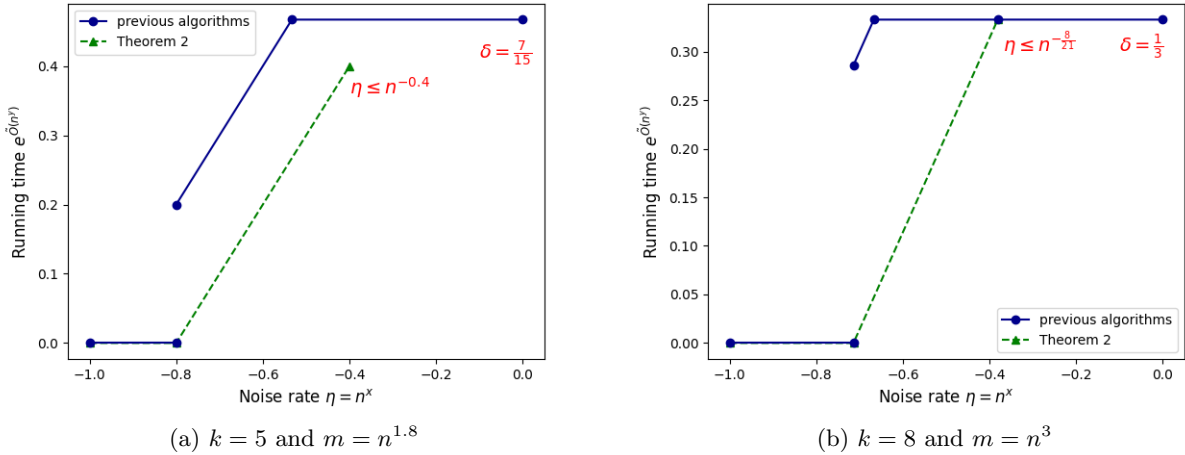 previous algorithms
Theorem 2
δ = 7/15
η ≤ n^{-0.4}
0.4
0.3
0.2
0.1
0.0
Running time e^{Õ(n^y)}
−1.0 −0.8 −0.6 −0.4 −0.2 0.0
Noise rate η = n^x
(a) k = 5 and m = n^{1.8}
η ≤ n^{-8/21}
δ = 1/3
0.30
0.25
0.20
0.15
0.10
0.05
0.00
Running time e^{Õ(n^y)}
previous algorithms
Theorem 2
−1.0 −0.8 −0.6 −0.4 −0.2 0.0
Noise rate η = n^x
(b) k = 8 and m = n^3